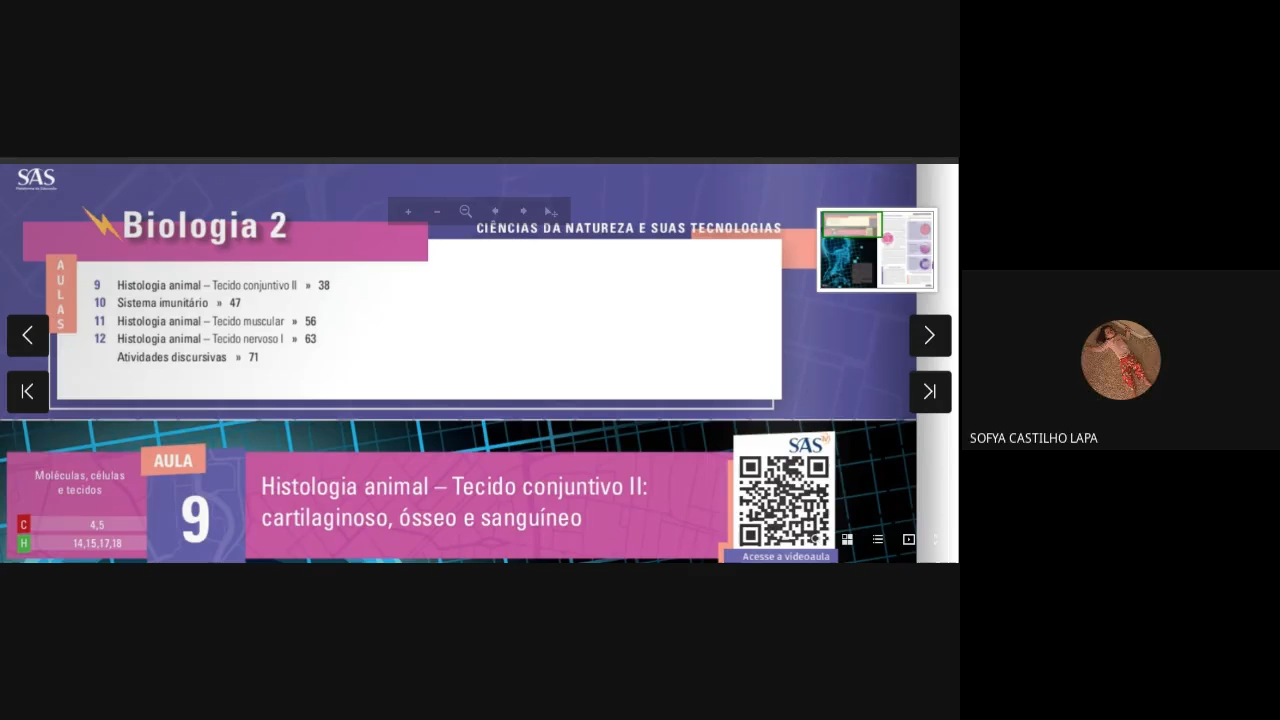 SAS
Plataforma de Educação
Biologia 2
CIÊNCIAS DA NATUREZA E SUAS TECNOLOGIAS
AULAS
9 Histologia animal – Tecido conjuntivo II » 38
10 Sistema imunitário » 47
11 Histologia animal – Tecido muscular » 56
12 Histologia animal – Tecido nervoso I » 63
Atividades discursivas » 71
Moléculas, células
e tecidos
C 4,5
H 14,15,17,18
AULA
9
Histologia animal – Tecido conjuntivo II:
cartilaginoso, ósseo e sanguíneo
SAS
Acesse a videoaula
SOFYA CASTILHO LAPA